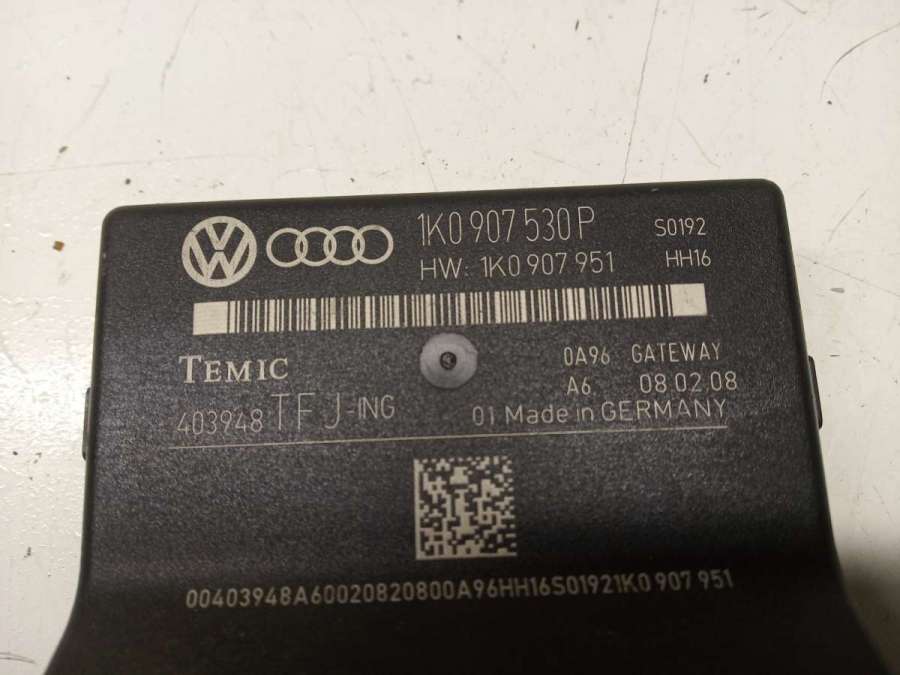 1K0 907 530P S0192
HW: 1K0 907 951 HH16
TEMIC 0A96 GATEWAY
A6 08.02.08
403948 TFJ-ING 01 Made in GERMANY
00403948A60020820800A96HH16S01921K0 907 951